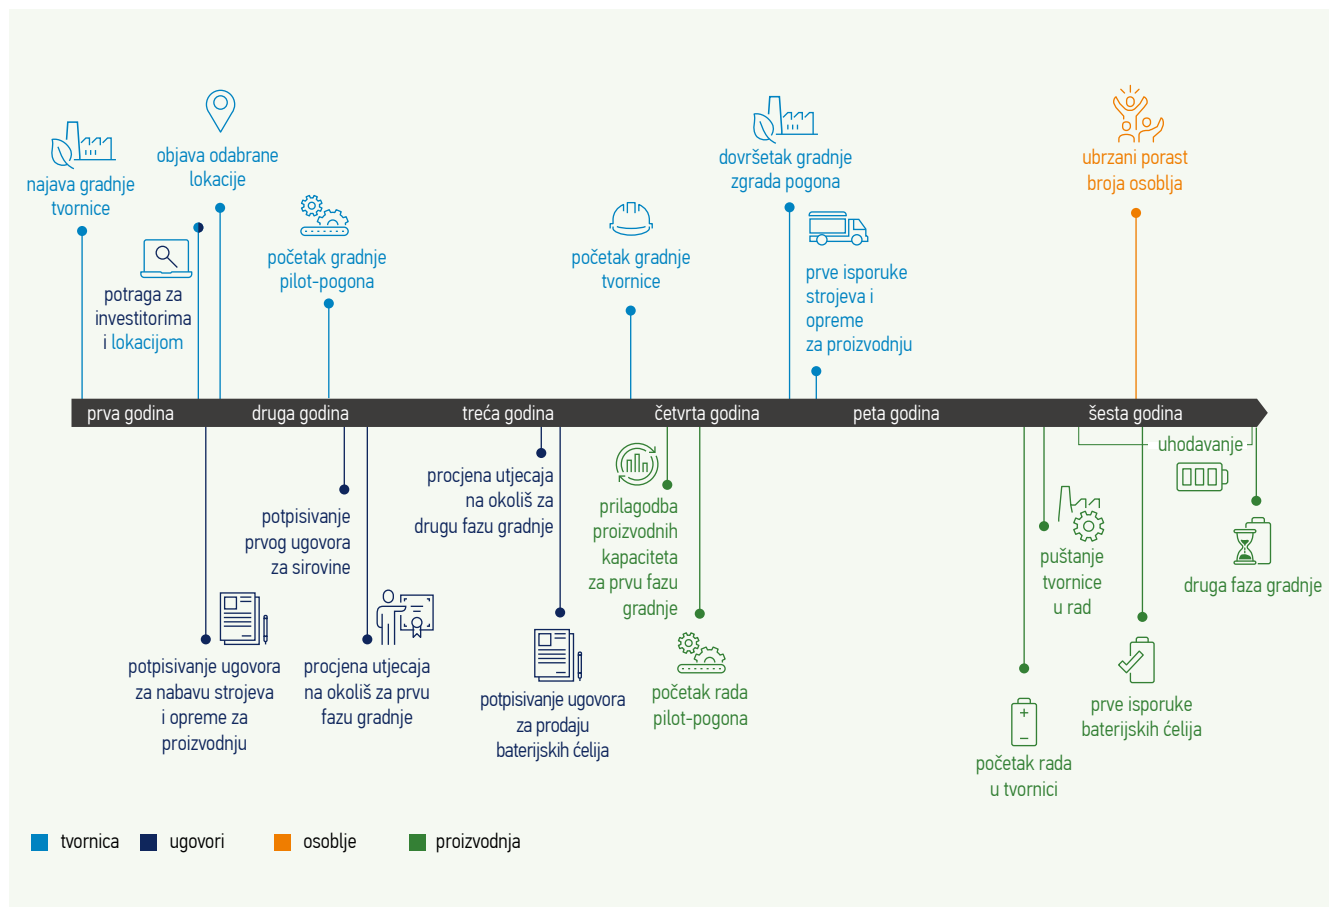 najava gradnje
tvornice
objava odabrane
lokacije
potraga za
investitorima
i lokacijom
početak gradnje
pilot-pogona
početak gradnje
tvornice
dovršetak gradnje
zgrada pogona
prve isporuke
strojeva i
opreme
za proizvodnju
ubrzani porast
broja osoblja
prva godina
druga godina
treća godina
četvrta godina
peta godina
šesta godina
potpisivanje ugovora
za nabavu strojeva
i opreme za
proizvodnju
potpisivanje
prvog ugovora
za sirovine
procjena utjecaja
na okoliš za prvu
fazu gradnje
procjena utjecaja
na okoliš za
drugu fazu gradnje
potpisivanje ugovora
za prodaju
baterijskih ćelija
prilagodba
proizvodnih
kapaciteta
za prvu fazu
gradnje
početak rada
pilot-pogona
početak rada
u tvornici
puštanje
tvornice
u rad
uhodavanje
prve isporuke
baterijskih ćelija
druga faza gradnje
tvornica
ugovori
osoblje
proizvodnja